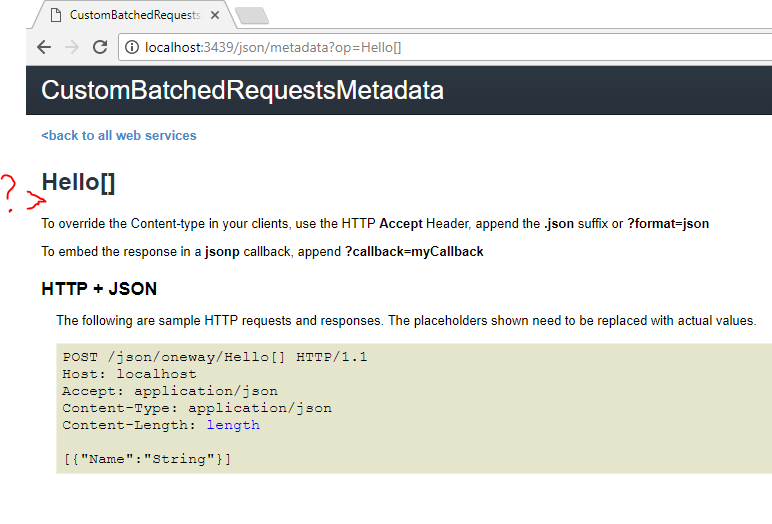 CustomBatchedRequests
localhost:3439/json/metadata?op=Hello[]
CustomBatchedRequestsMetadata
<back to all web services
?
Hello[]
To override the Content-type in your clients, use the HTTP Accept Header, append the .json suffix or ?format=json
To embed the response in a jsonp callback, append ?callback=myCallback
HTTP + JSON
The following are sample HTTP requests and responses. The placeholders shown need to be replaced with actual values.
POST /json/oneway/Hello[] HTTP/1.1
Host: localhost
Accept: application/json
Content-Type: application/json
Content-Length: length
[{"Name":"String"}]